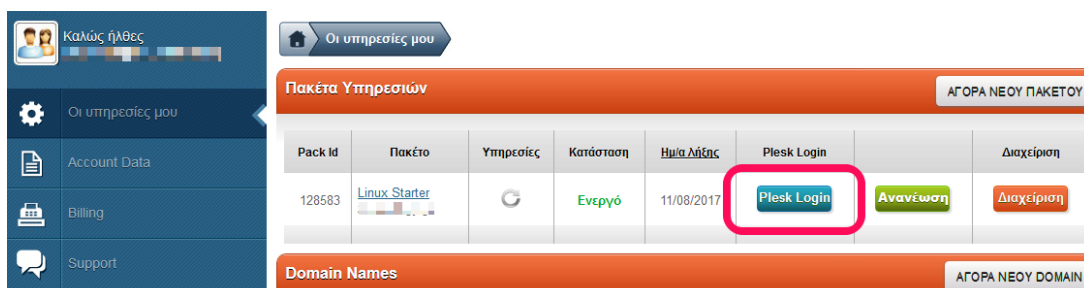 Καλώς ήλθες
Οι υπηρεσίες μου
Account Data
Billing
Support
Οι υπηρεσίες μου
Πακέτα Υπηρεσιών
ΑΓΟΡΑ ΝΕΟΥ ΠΑΚΕΤΟΥ
Pack Id Πακέτο Υπηρεσίες Κατάσταση Ημ/α Λήξης Plesk Login Διαχείριση
128583 Linux Starter Ενεργό 11/08/2017 Plesk Login Ανανέωση Διαχείριση
Domain Names
ΑΓΟΡΑ ΝΕΟΥ DOMAIN